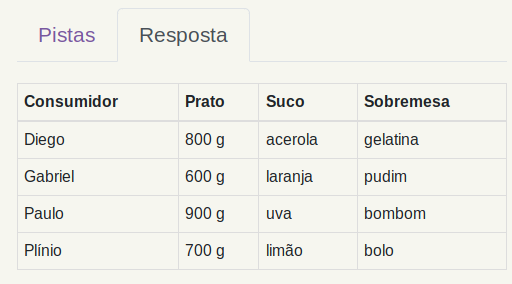 Pistas Resposta
Consumidor Prato Suco Sobremesa
Diego 800 g acerola gelatina
Gabriel 600 g laranja pudim
Paulo 900 g uva bombom
Plínio 700 g limão bolo